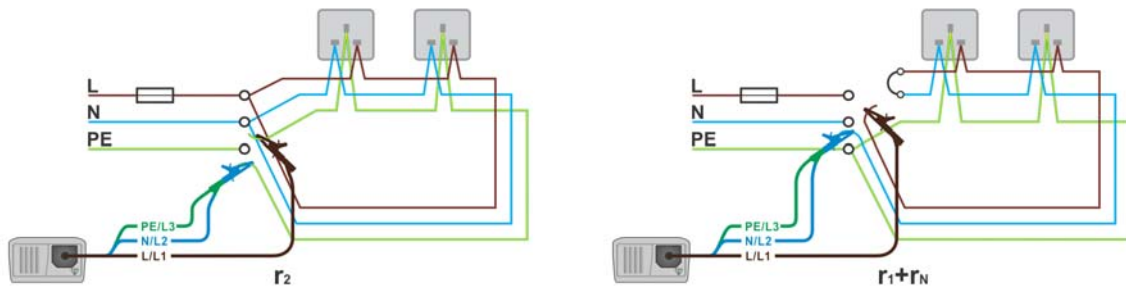 L
N
PE
PE/L3
N/L2
L/L1
r2
L
N
PE
PE/L3
N/L2
L/L1
r1+rN